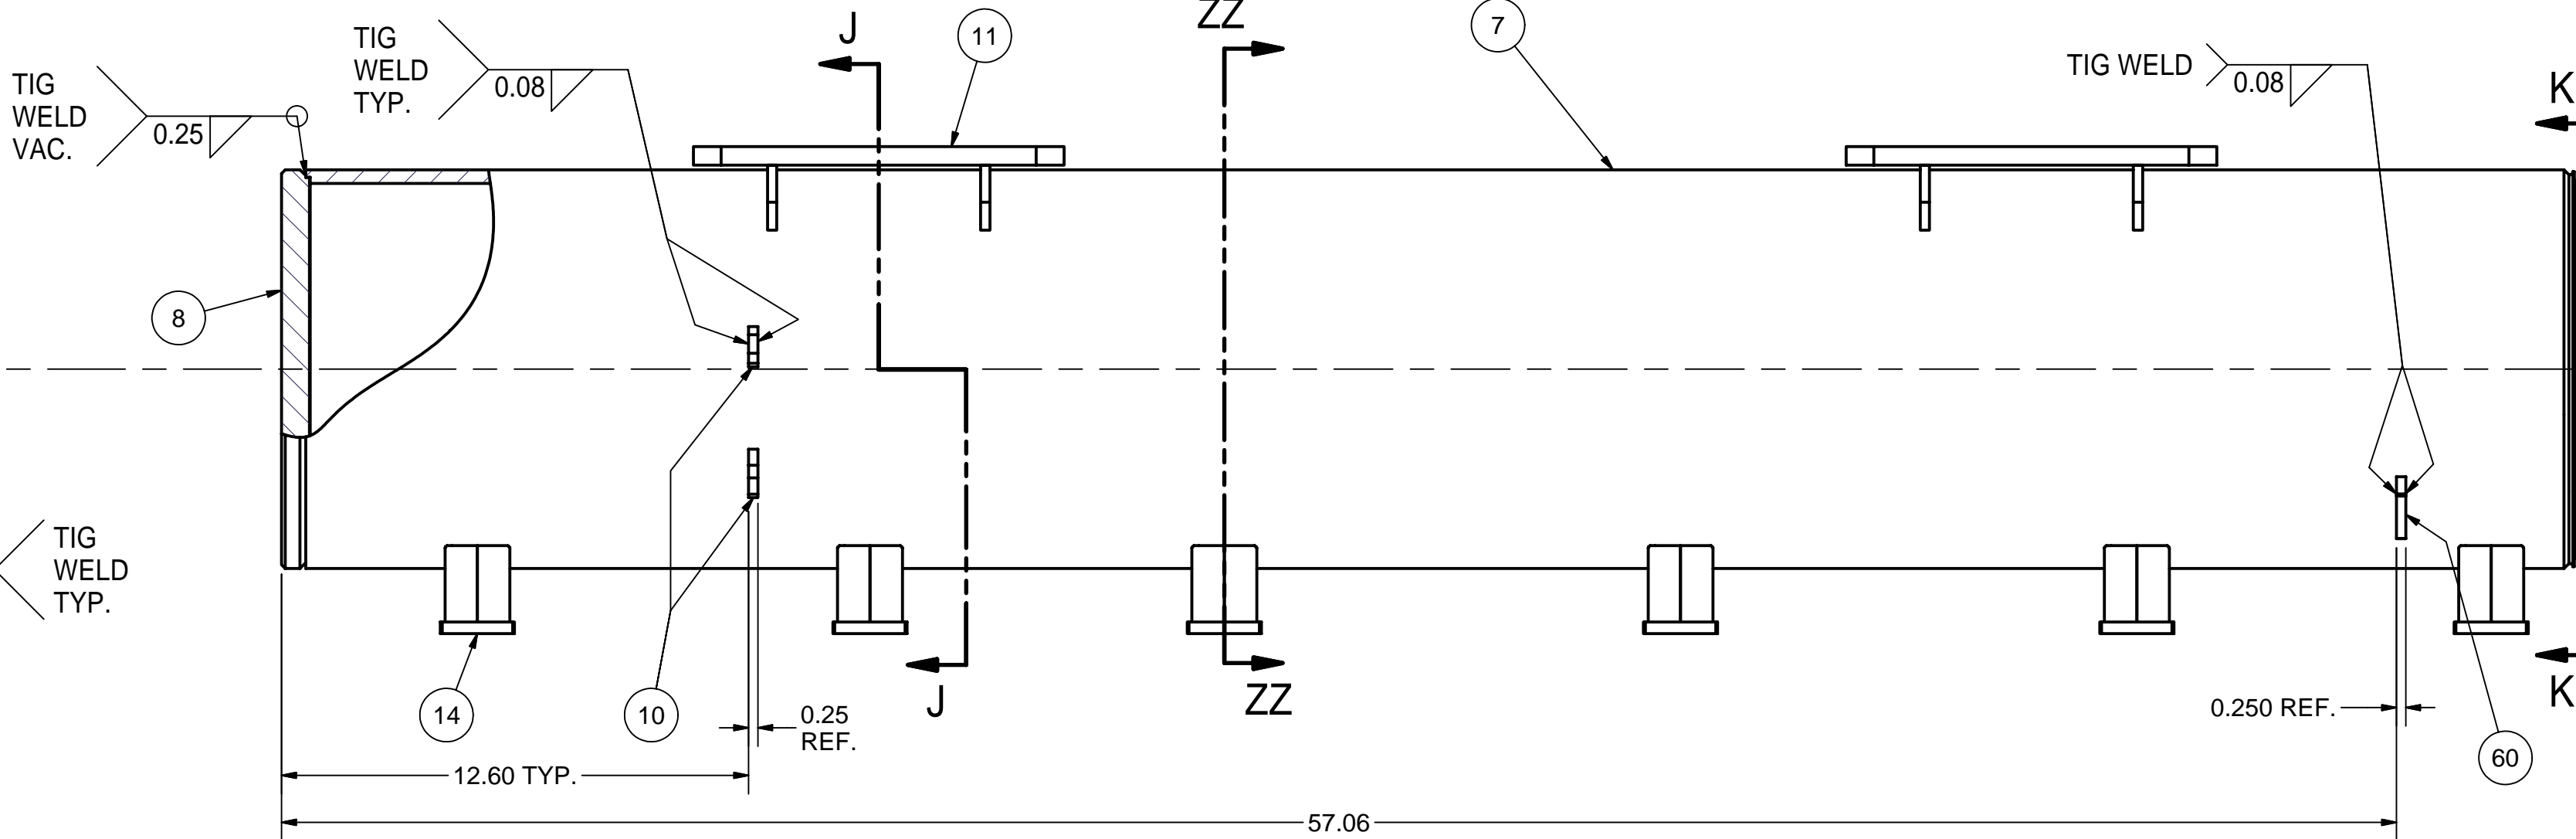 TIG
WELD
VAC.
0.25
TIG
WELD
TYP.
0.08
J
11
ZZ
7
TIG WELD
0.08
K
8
TIG
WELD
TYP.
14
10
0.25
REF.
J
ZZ
0.250 REF.
K
60
12.60 TYP.
57.06